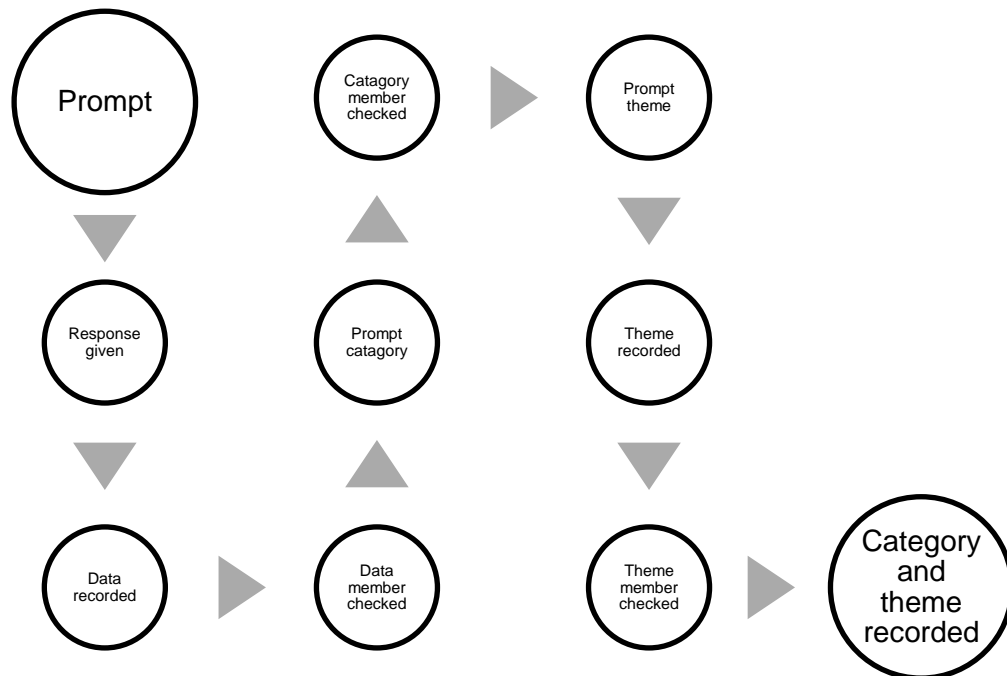 Prompt
Response
given
Data
recorded
Data
member
checked
Prompt
catagory
Catagory
member
checked
Prompt
theme
Theme
recorded
Theme
member
checked
Category
and
theme
recorded